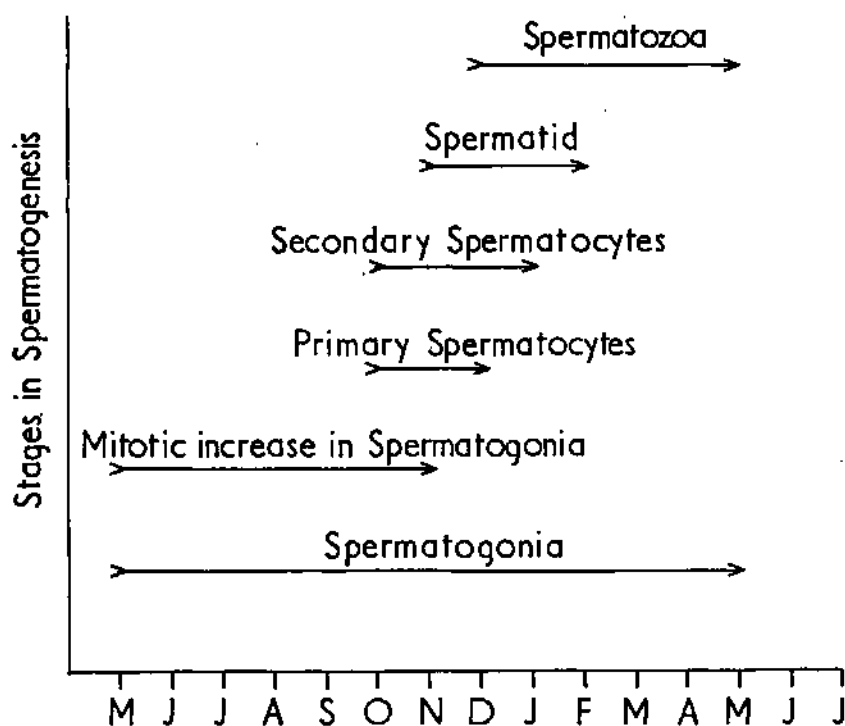 Spermatozoa
Spermatid
Secondary Spermatocytes
Primary Spermatocytes
Mitotic increase in Spermatogonia
Spermatogonia
Stages in Spermatogenesis
M J J A S O N D J F M A M J J